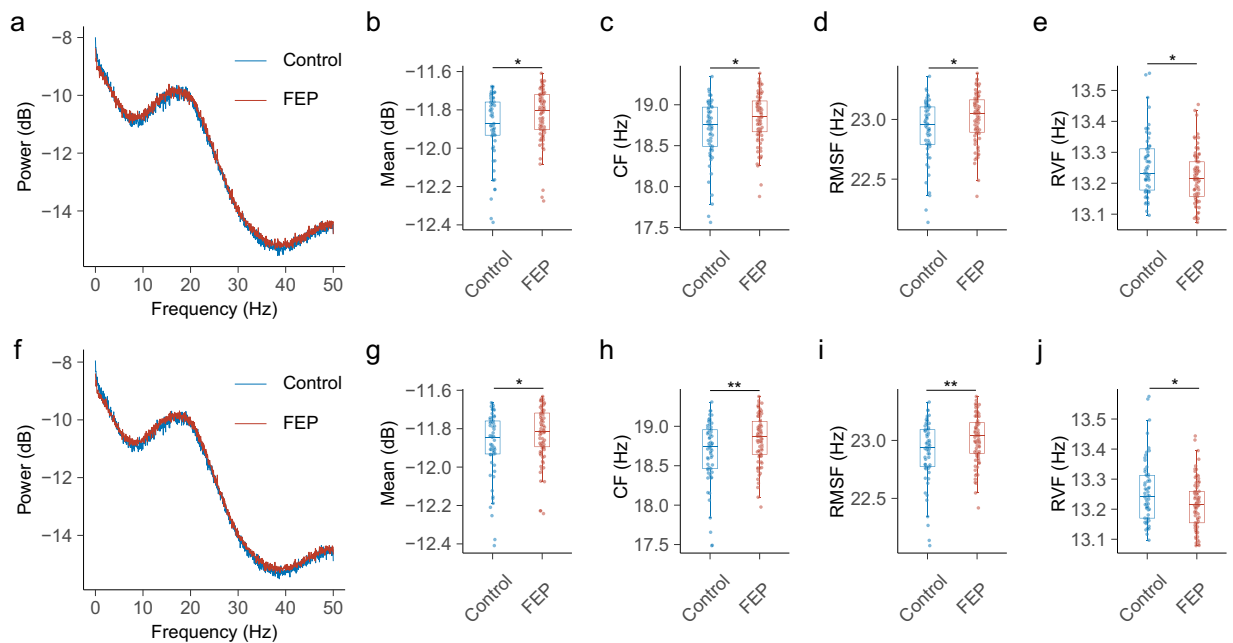 a
Power (dB)
−8
−10
−12
−14
0 10 20 30 40 50
Frequency (Hz)
Control
FEP
b
*
Mean (dB)
−11.6
−11.8
−12.0
−12.2
−12.4
Control FEP
c
*
CF (Hz)
19.0
18.5
18.0
17.5
Control FEP
d
*
RMSF (Hz)
23.0
22.5
Control FEP
e
*
RVF (Hz)
13.5
13.4
13.3
13.2
13.1
Control FEP
f
Power (dB)
−8
−10
−12
−14
0 10 20 30 40 50
Frequency (Hz)
Control
FEP
g
*
Mean (dB)
−11.6
−11.8
−12.0
−12.2
−12.4
Control FEP
h
**
CF (Hz)
19.0
18.5
18.0
17.5
Control FEP
i
**
RMSF (Hz)
23.0
22.5
Control FEP
j
*
RVF (Hz)
13.5
13.4
13.3
13.2
13.1
Control FEP